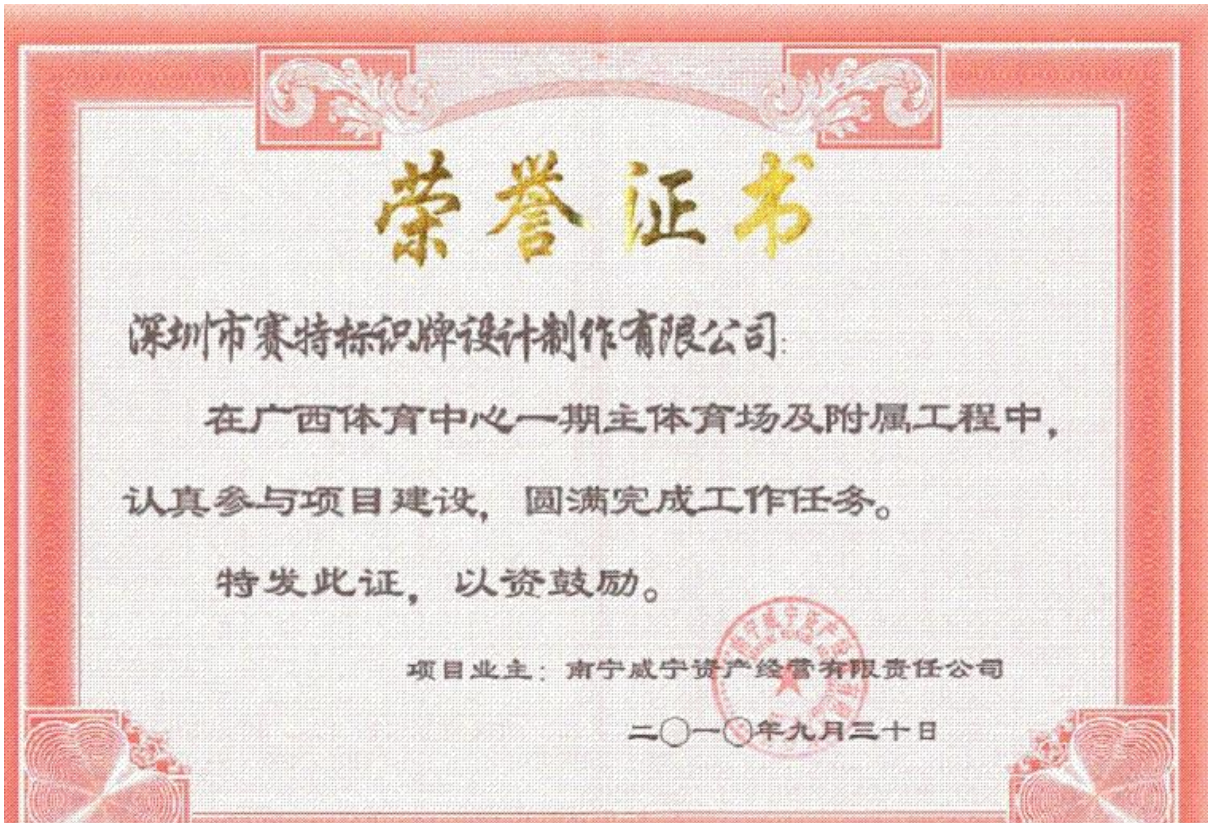 荣誉证书
深圳市赛特标识牌设计制作有限公司:
在广西体育中心一期主体育场及附属工程中,
认真参与项目建设, 圆满完成工作任务。
特发此证, 以资鼓励。
项目业主: 南宁威宁资产经营有限责任公司
二〇一〇年九月三十日